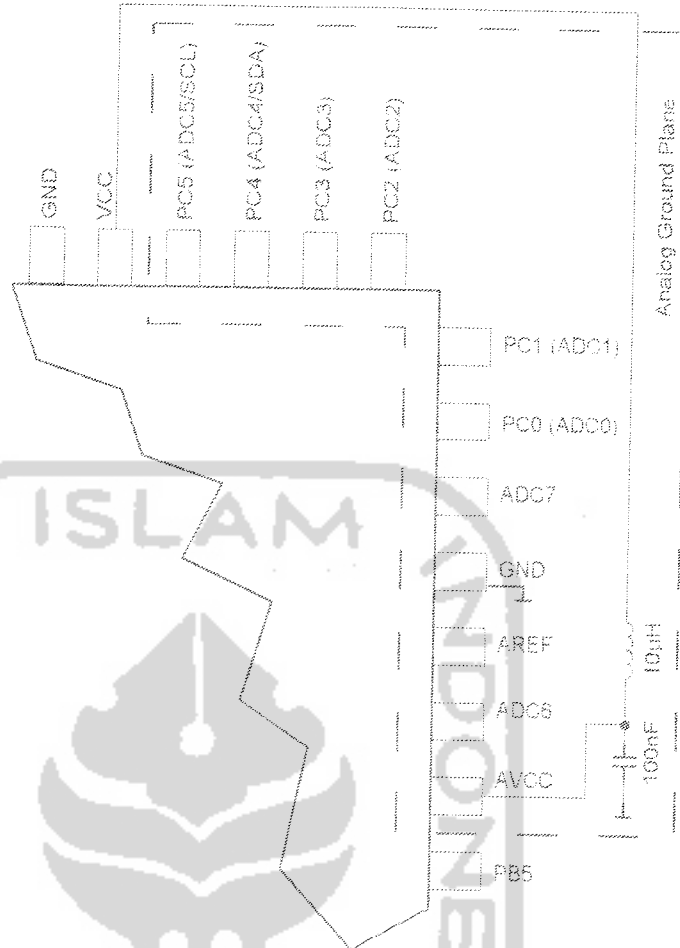 GND
VCC
PC5 (ADC5/SCL)
PC4 (ADC4/SDA)
PC3 (ADC3)
PC2 (ADC2)
Analog Ground Plane
PC1 (ADC1)
PC0 (ADC0)
ADC7
GND
AREF
ADC6
AVCC
PB5
10µH
100nF
ISLAM
INDONE